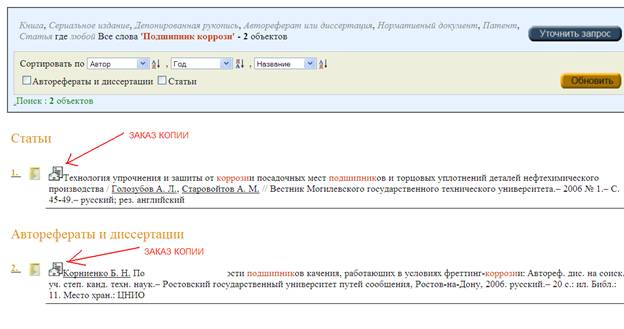 Книга, Сериальное издание, Депонированная рукопись, Автореферат или диссертация, Нормативный документ, Патент,
Статья где любой Все слова 'Подшипник коррози' - 2 объектов
Уточнить запрос
Сортировать по Автор , Год , Название
Авторефераты и диссертации Статьи
Обновить
Поиск : 2 объектов
Статьи
ЗАКАЗ КОПИИ
1. Технология упрочнения и защиты от коррозии посадочных мест подшипников и торцовых уплотнений деталей нефтехимического
производства / Голозубов А. Л., Старовойтов А. М. // Вестник Могилевского государственного технического университета.– 2006 № 1.– С.
45-49.– русский; рез. английский
Авторефераты и диссертации
ЗАКАЗ КОПИИ
2. Корниенко Б. Н. По ости подшипников качения, работающих в условиях фреттинг-коррозии: Автореф. дис. на соиск.
уч. степ. канд. техн. наук.– Ростовский государственный университет путей сообщения, Ростов-на-Дону, 2006. русский.– 20 с.: ил. Библ.:
11. Место хран.: ЦНИО